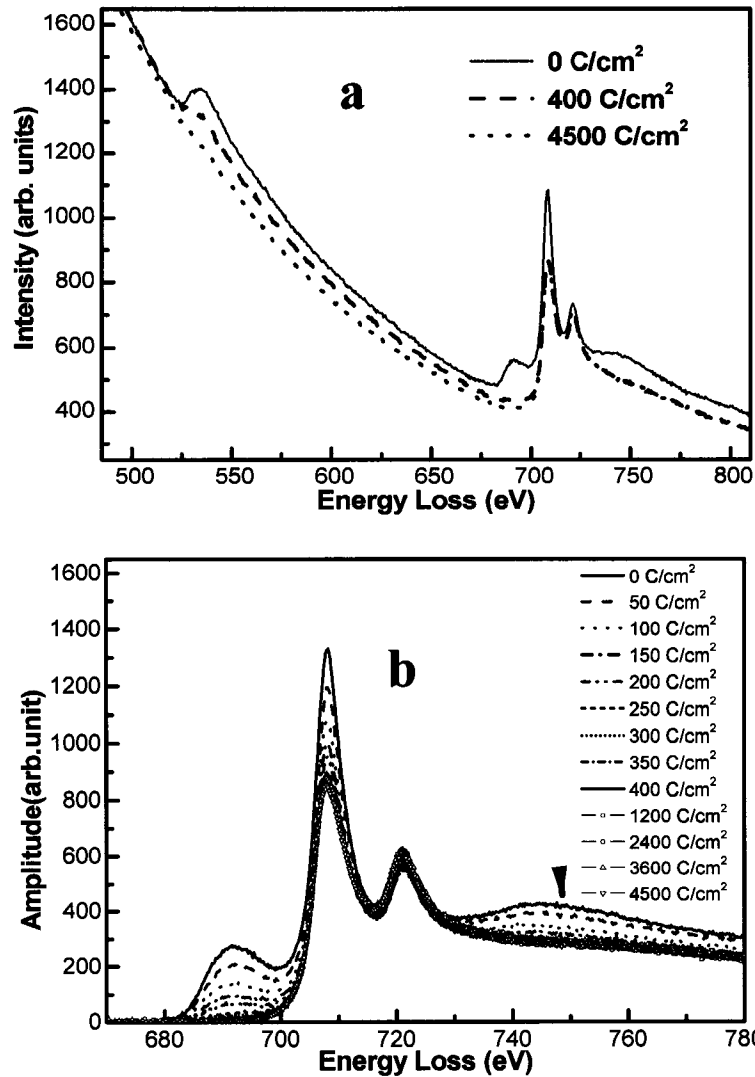 1600
1400
1200
1000
800
600
400
Intensity (arb. units)
a
0 C/cm²
400 C/cm²
4500 C/cm²
500 550 600 650 700 750 800
Energy Loss (eV)
1600
1400
1200
1000
800
600
400
200
0
Amplitude(arb.unit)
b
0 C/cm²
50 C/cm²
100 C/cm²
150 C/cm²
200 C/cm²
250 C/cm²
300 C/cm²
350 C/cm²
400 C/cm²
1200 C/cm²
2400 C/cm²
3600 C/cm²
4500 C/cm²
680 700 720 740 760 780
Energy Loss (eV)